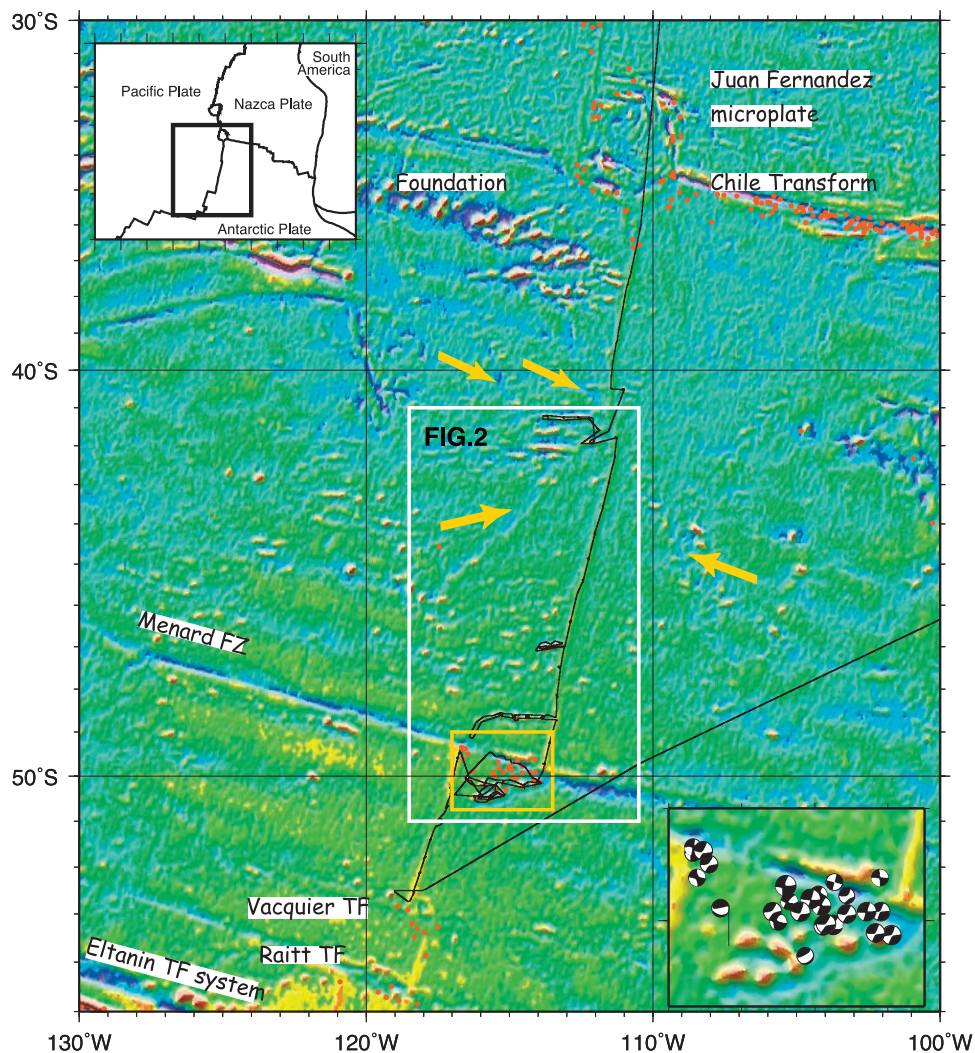 30°S
South
America
Pacific Plate
Nazca Plate
Antarctic Plate
Juan Fernandez
microplate
Foundation
Chile Transform
40°S
FIG.2
Menard FZ
50°S
Vacquier TF
Raitt TF
Eltanin TF system
130°W
120°W
110°W
100°W